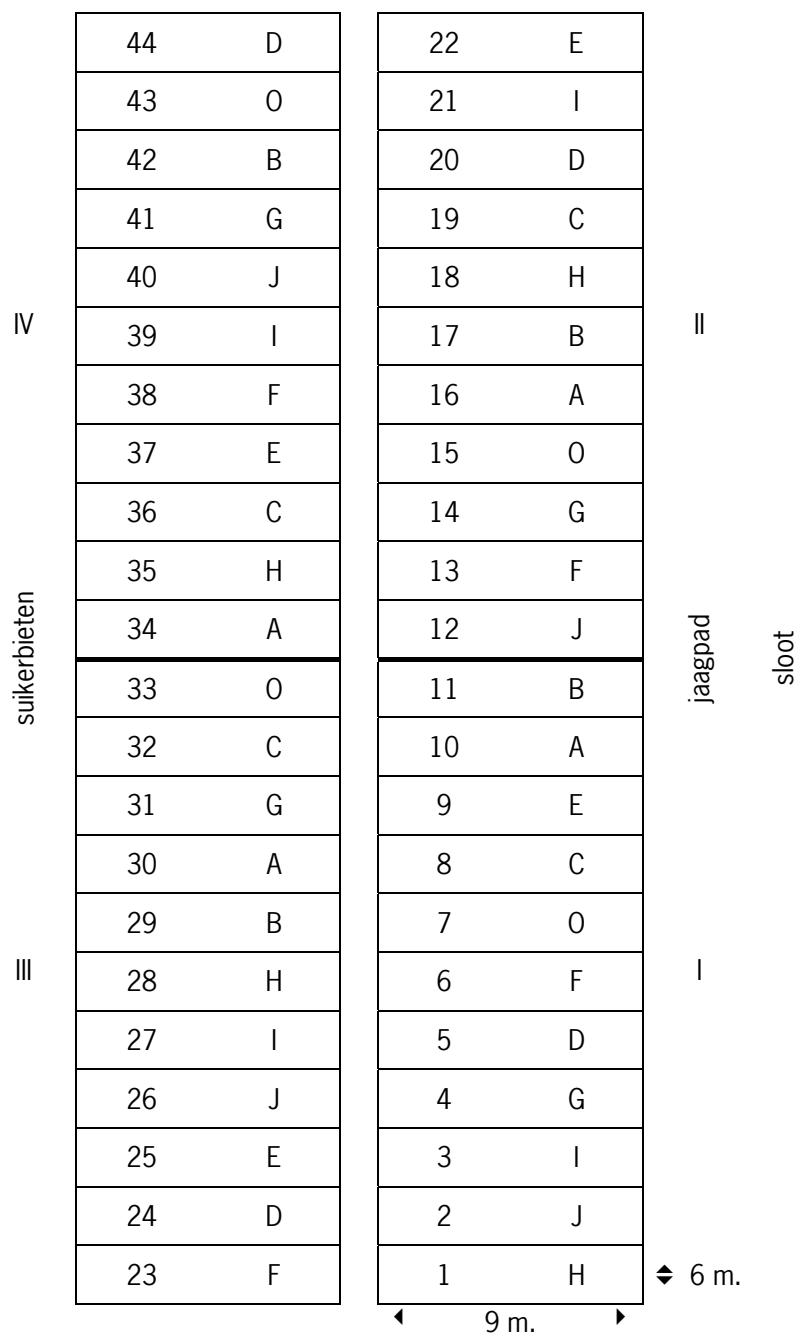 44 D 22 E
43 O 21 I
42 B 20 D
41 G 19 C
40 J 18 H
IV 39 I 17 B II
38 F 16 A
37 E 15 O
36 C 14 G
35 H 13 F
suikerbieten 34 A 12 J jaagpad sloot
33 O 11 B
32 C 10 A
31 G 9 E
30 A 8 C
29 B 7 O
III 28 H 6 F I
27 I 5 D
26 J 4 G
25 E 3 I
24 D 2 J
23 F 1 H 6 m.
9 m.